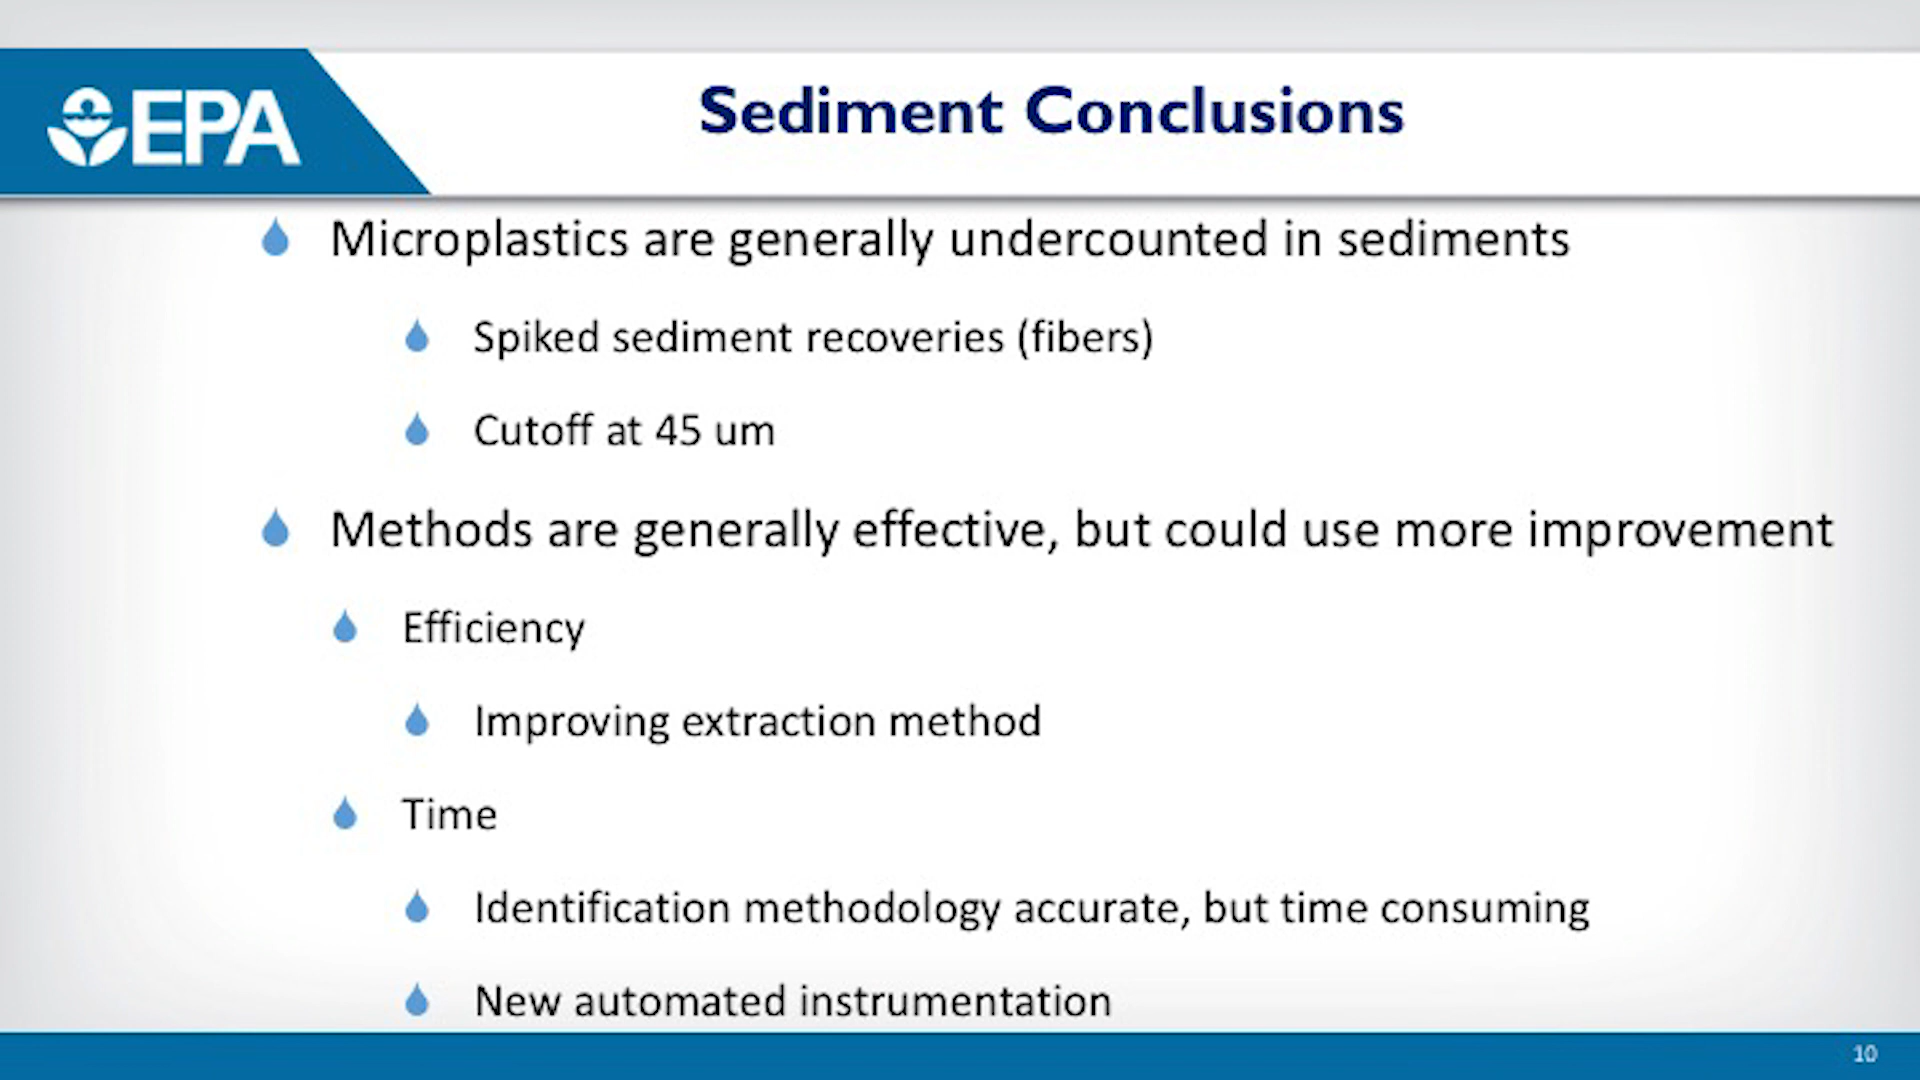 EPA
Sediment Conclusions
Microplastics are generally undercounted in sediments
Spiked sediment recoveries (fibers)
Cutoff at 45 um
Methods are generally effective, but could use more improvement
Efficiency
Improving extraction method
Time
Identification methodology accurate, but time consuming
New automated instrumentation
10